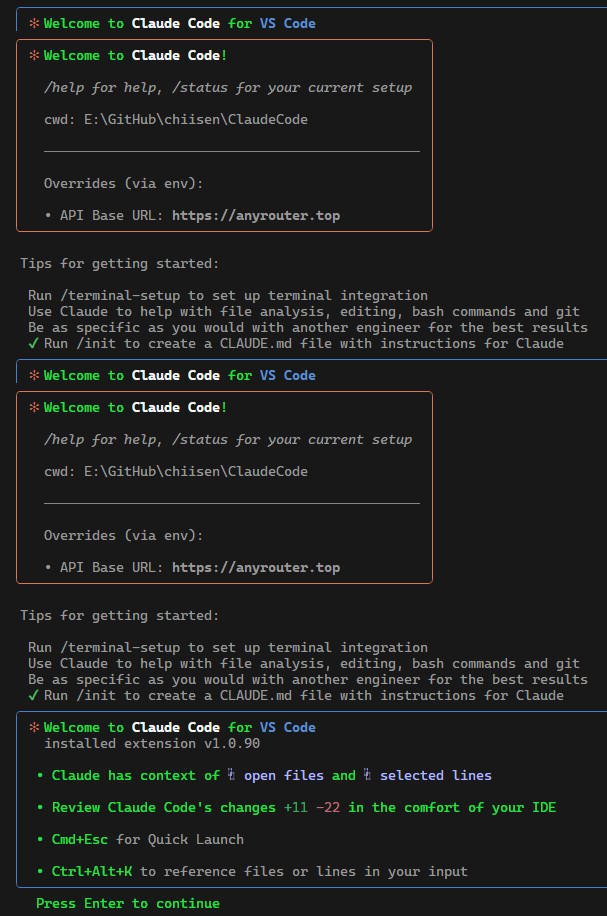 ✻ Welcome to Claude Code for VS Code
✻ Welcome to Claude Code!
/help for help, /status for your current setup
cwd: E:\GitHub\chiisen\ClaudeCode
Overrides (via env):
• API Base URL: https://anyrouter.top
Tips for getting started:
Run /terminal-setup to set up terminal integration
Use Claude to help with file analysis, editing, bash commands and git
Be as specific as you would with another engineer for the best results
✓ Run /init to create a CLAUDE.md file with instructions for Claude
✻ Welcome to Claude Code for VS Code
✻ Welcome to Claude Code!
/help for help, /status for your current setup
cwd: E:\GitHub\chiisen\ClaudeCode
Overrides (via env):
• API Base URL: https://anyrouter.top
Tips for getting started:
Run /terminal-setup to set up terminal integration
Use Claude to help with file analysis, editing, bash commands and git
Be as specific as you would with another engineer for the best results
✓ Run /init to create a CLAUDE.md file with instructions for Claude
✻ Welcome to Claude Code for VS Code
installed extension v1.0.90
• Claude has context of open files and selected lines
• Review Claude Code's changes +11 -22 in the comfort of your IDE
• Cmd+Esc for Quick Launch
• Ctrl+Alt+K to reference files or lines in your input
Press Enter to continue